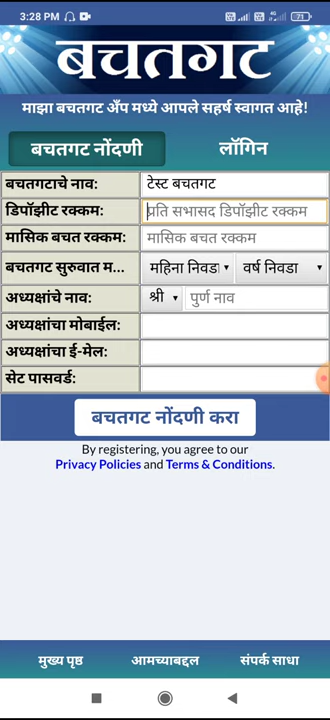 3:28 PM
71
बचतगट
माझा बचतगट अँप मध्ये आपले सहर्ष स्वागत आहे!
बचतगट नोंदणी लॉगिन
बचतगटाचे नाव: टेस्ट बचतगट
डिपॉझीट रक्कम: प्रति सभासद डिपॉझीट रक्कम
मासिक बचत रक्कम: मासिक बचत रक्कम
बचतगट सुरुवात म... महिना निवडा वर्ष निवडा
अध्यक्षांचे नाव: श्री पुर्ण नाव
अध्यक्षांचा मोबाईल:
अध्यक्षांचा ई-मेल:
सेट पासवर्ड:
बचतगट नोंदणी करा
By registering, you agree to our
Privacy Policies and Terms & Conditions.
मुख्य पृष्ठ आमच्याबद्दल संपर्क साधा